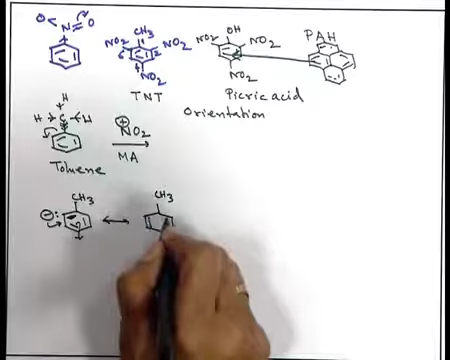 O N O
CH3
NO2 NO2
NO2
TNT
OH
NO2 NO2
NO2
Picric acid
PAH
Orientation
H
H C H
Toluene
⊕
NO2
MA
CH3
⊖
CH3